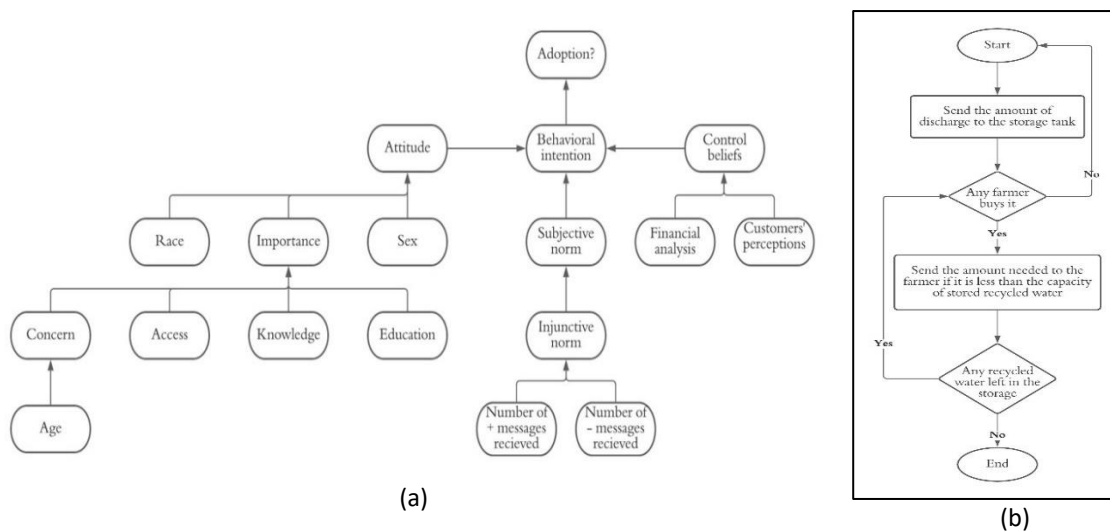 Adoption?
Attitude
Behavioral
intention
Control
beliefs
Race
Importance
Sex
Subjective
norm
Financial
analysis
Customers'
perceptions
Concern
Access
Knowledge
Education
Injunctive
norm
Age
Number of
+ messages
recieved
Number of
- messages
recieved
(a)
Start
Send the amount of
discharge to the storage tank
No
Any farmer
buys it
Yes
Send the amount needed to the
farmer if it is less than the capacity
of stored recycled water
Yes
Any recycled
water left in the
storage
No
End
(b)